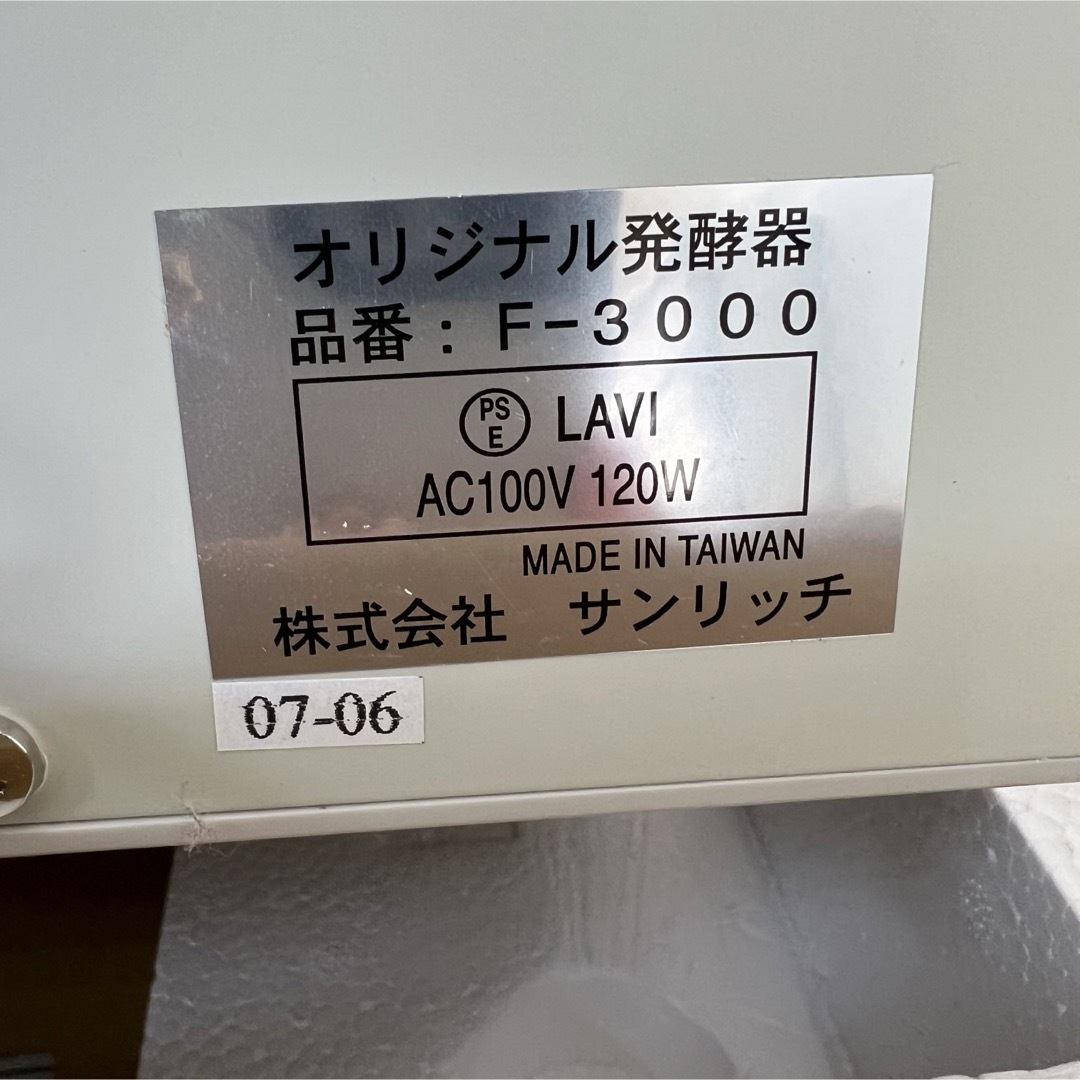 オリジナル発酵器
品番：F−3000
PSE LAVI
AC100V 120W
MADE IN TAIWAN
株式会社　サンリッチ
07-06